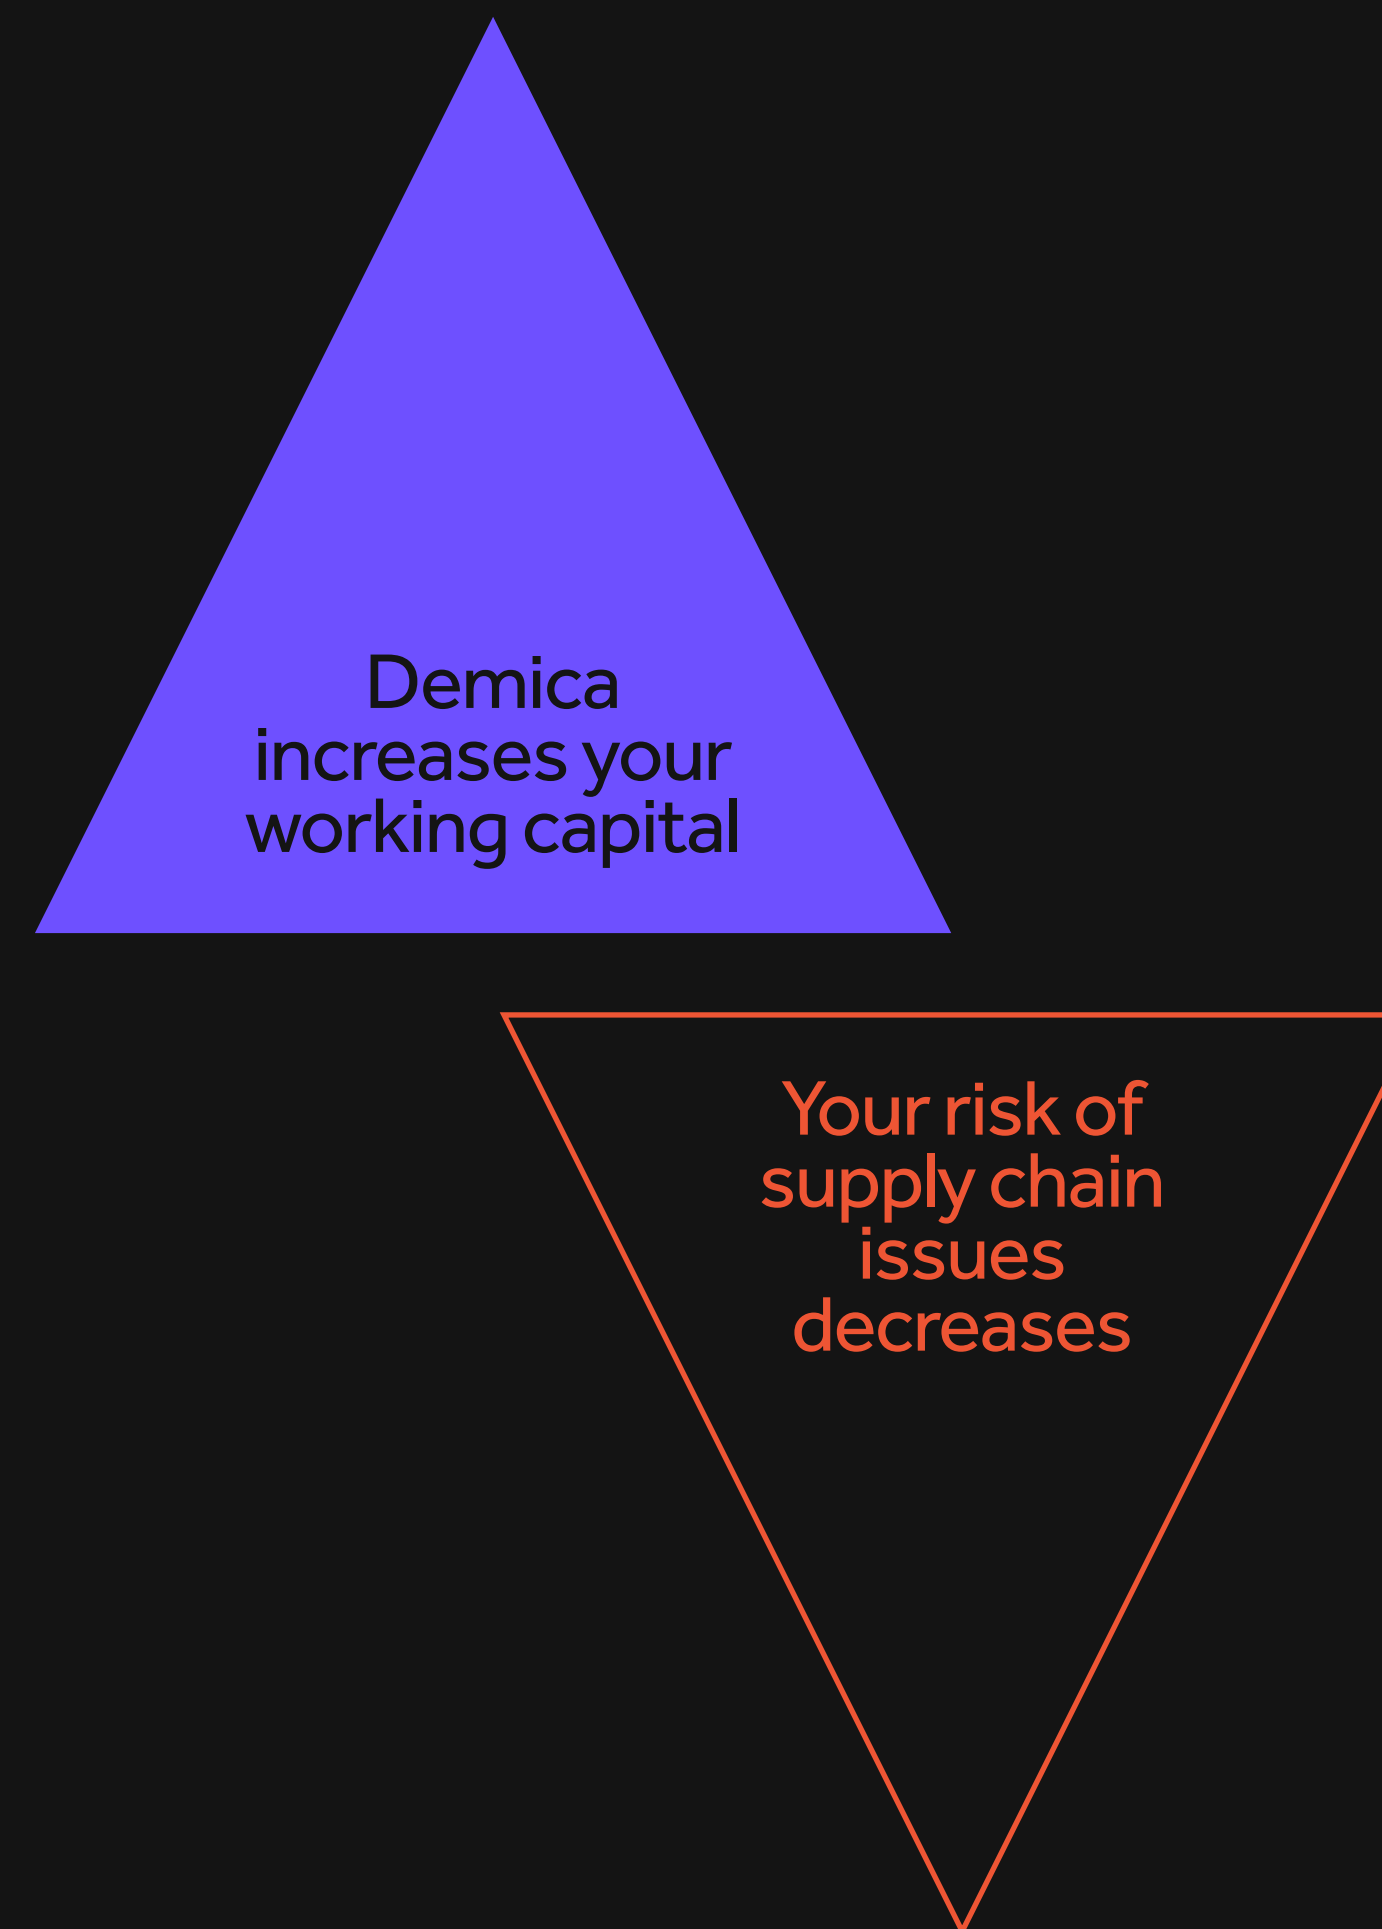 Demica
increases your
working capital
Your risk of
supply chain
issues
decreases